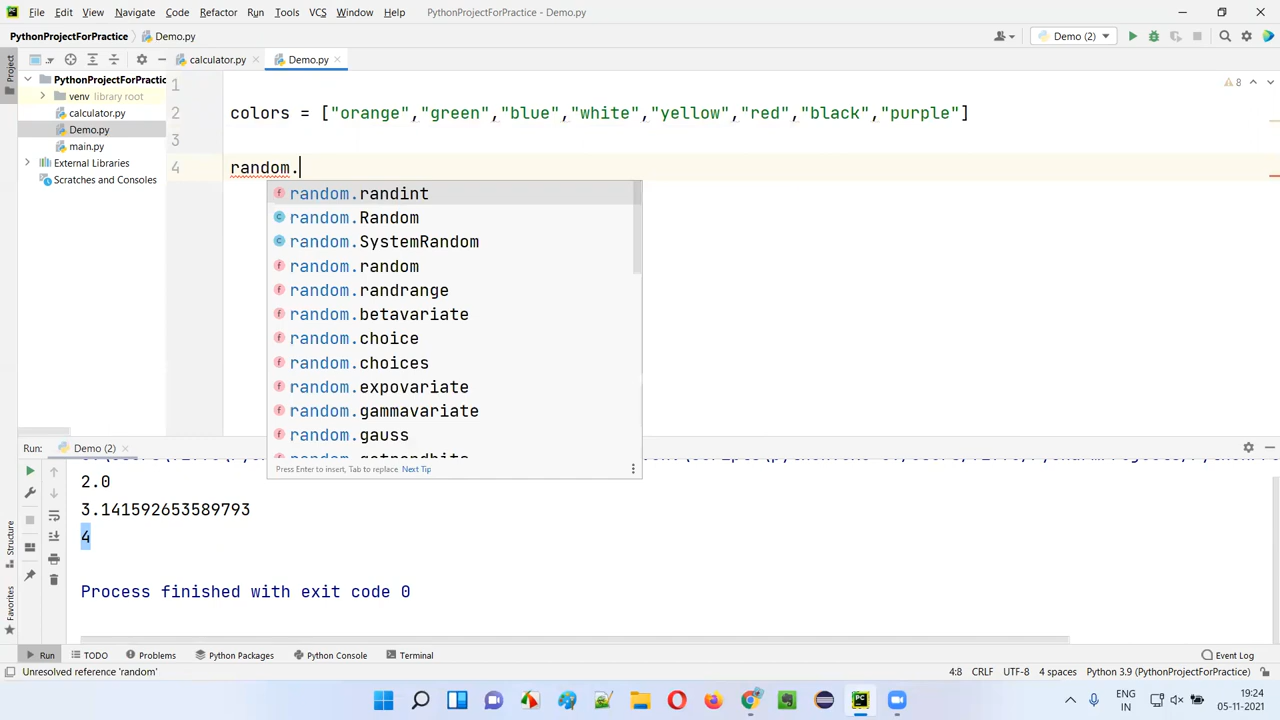 File Edit View Navigate Code Refactor Run Tools VCS Window Help PythonProjectForPractice - Demo.py
PythonProjectForPractice Demo.py Demo (2)
Project calculator.py Demo.py
PythonProjectForPractice 1 8
venv library root
calculator.py 2 colors = ["orange","green","blue","white","yellow","red","black","purple"]
Demo.py
main.py 3
External Libraries
Scratches and Consoles 4 random.
random.randint
random.Random
random.SystemRandom
random.random
random.randrange
random.betavariate
random.choice
random.choices
random.expovariate
random.gammavariate
random.gauss
Press Enter to insert, Tab to replace Next Tip
Run: Demo (2)
2.0
3.141592653589793
4
Process finished with exit code 0
Structure
Favorites
Run TODO Problems Python Packages Python Console Terminal Event Log
Unresolved reference 'random' 4:8 CRLF UTF-8 4 spaces Python 3.9 (PythonProjectForPractice)
ENG
IN
19:24
05-11-2021